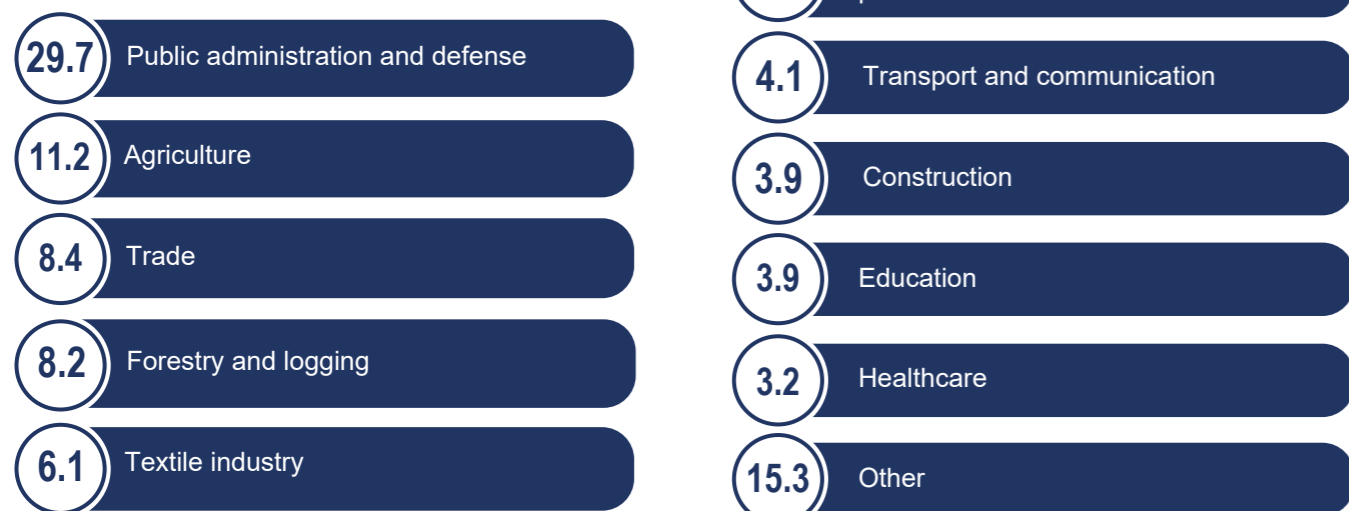 29.7 Public administration and defense
11.2 Agriculture
8.4 Trade
8.2 Forestry and logging
6.1 Textile industry
4.1 Transport and communication
3.9 Construction
3.9 Education
3.2 Healthcare
15.3 Other